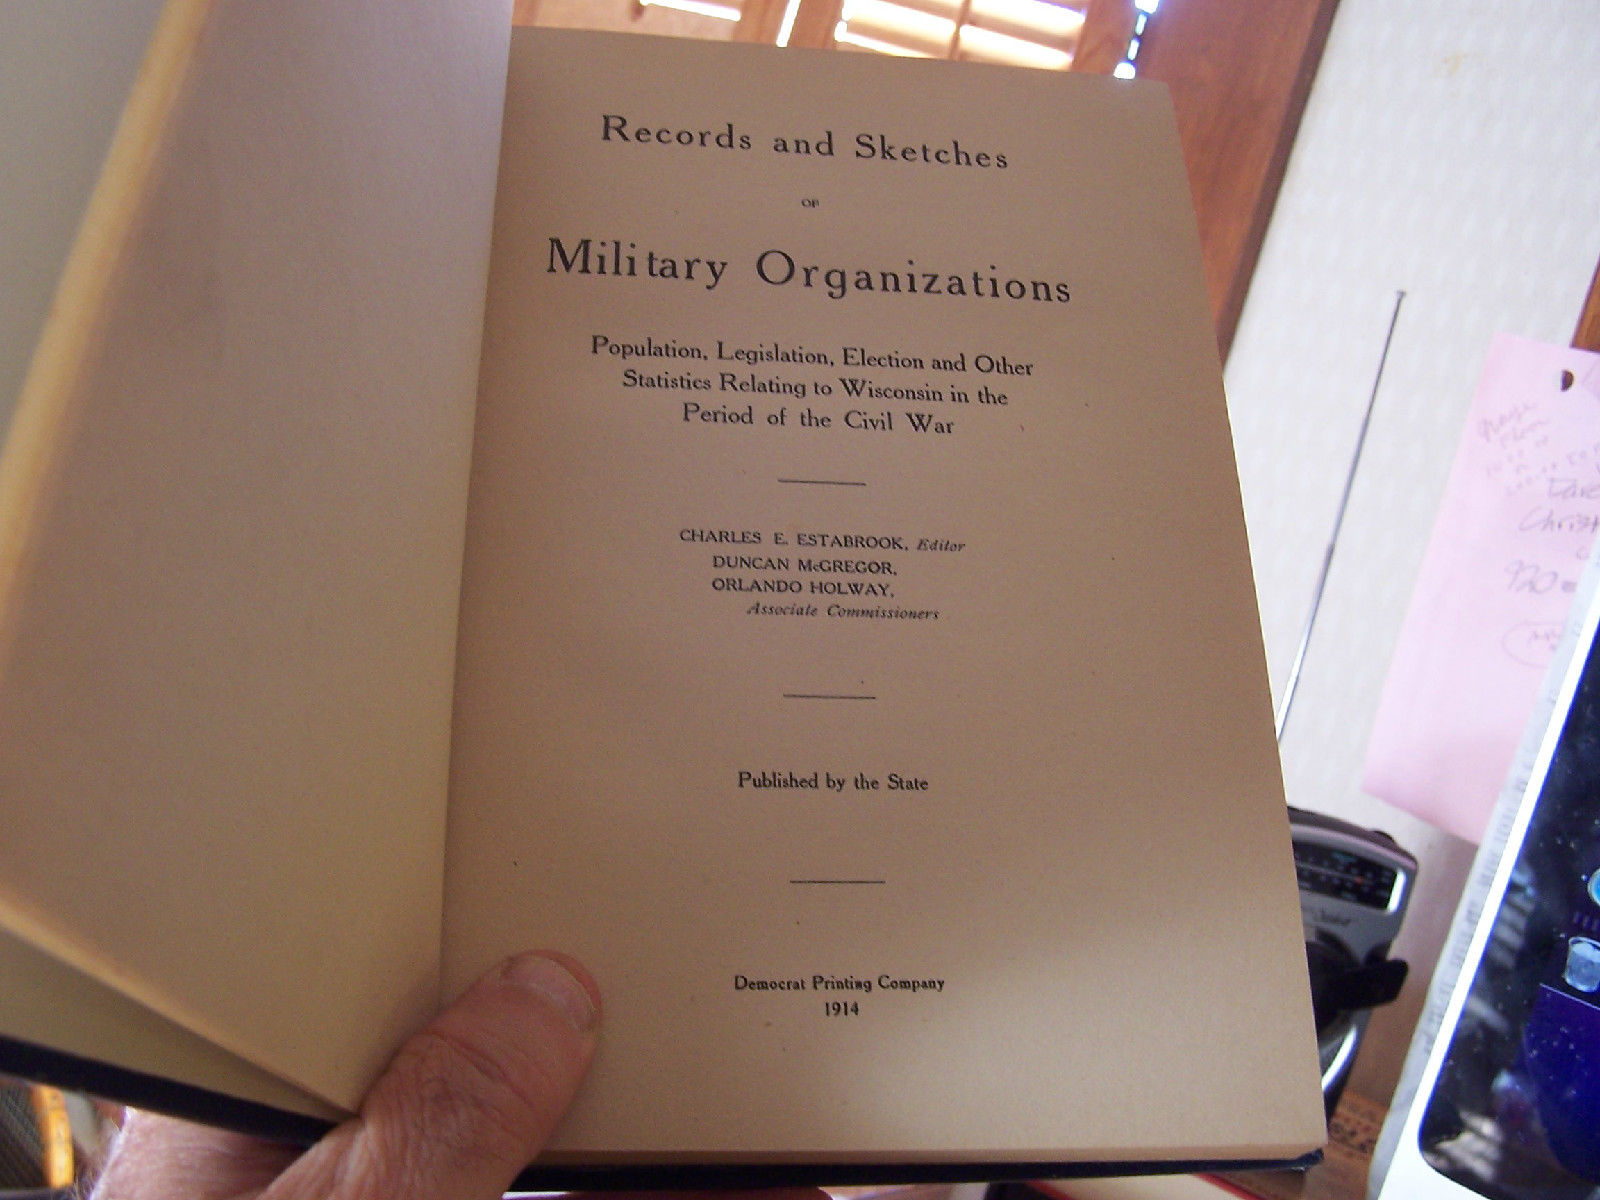 Records and Sketches
OF
Military Organizations
Population, Legislation, Election and Other
Statistics Relating to Wisconsin in the
Period of the Civil War
CHARLES E. ESTABROOK, Editor
DUNCAN McGREGOR,
ORLANDO HOLWAY,
Associate Commissioners
Published by the State
Democrat Printing Company
1914
920